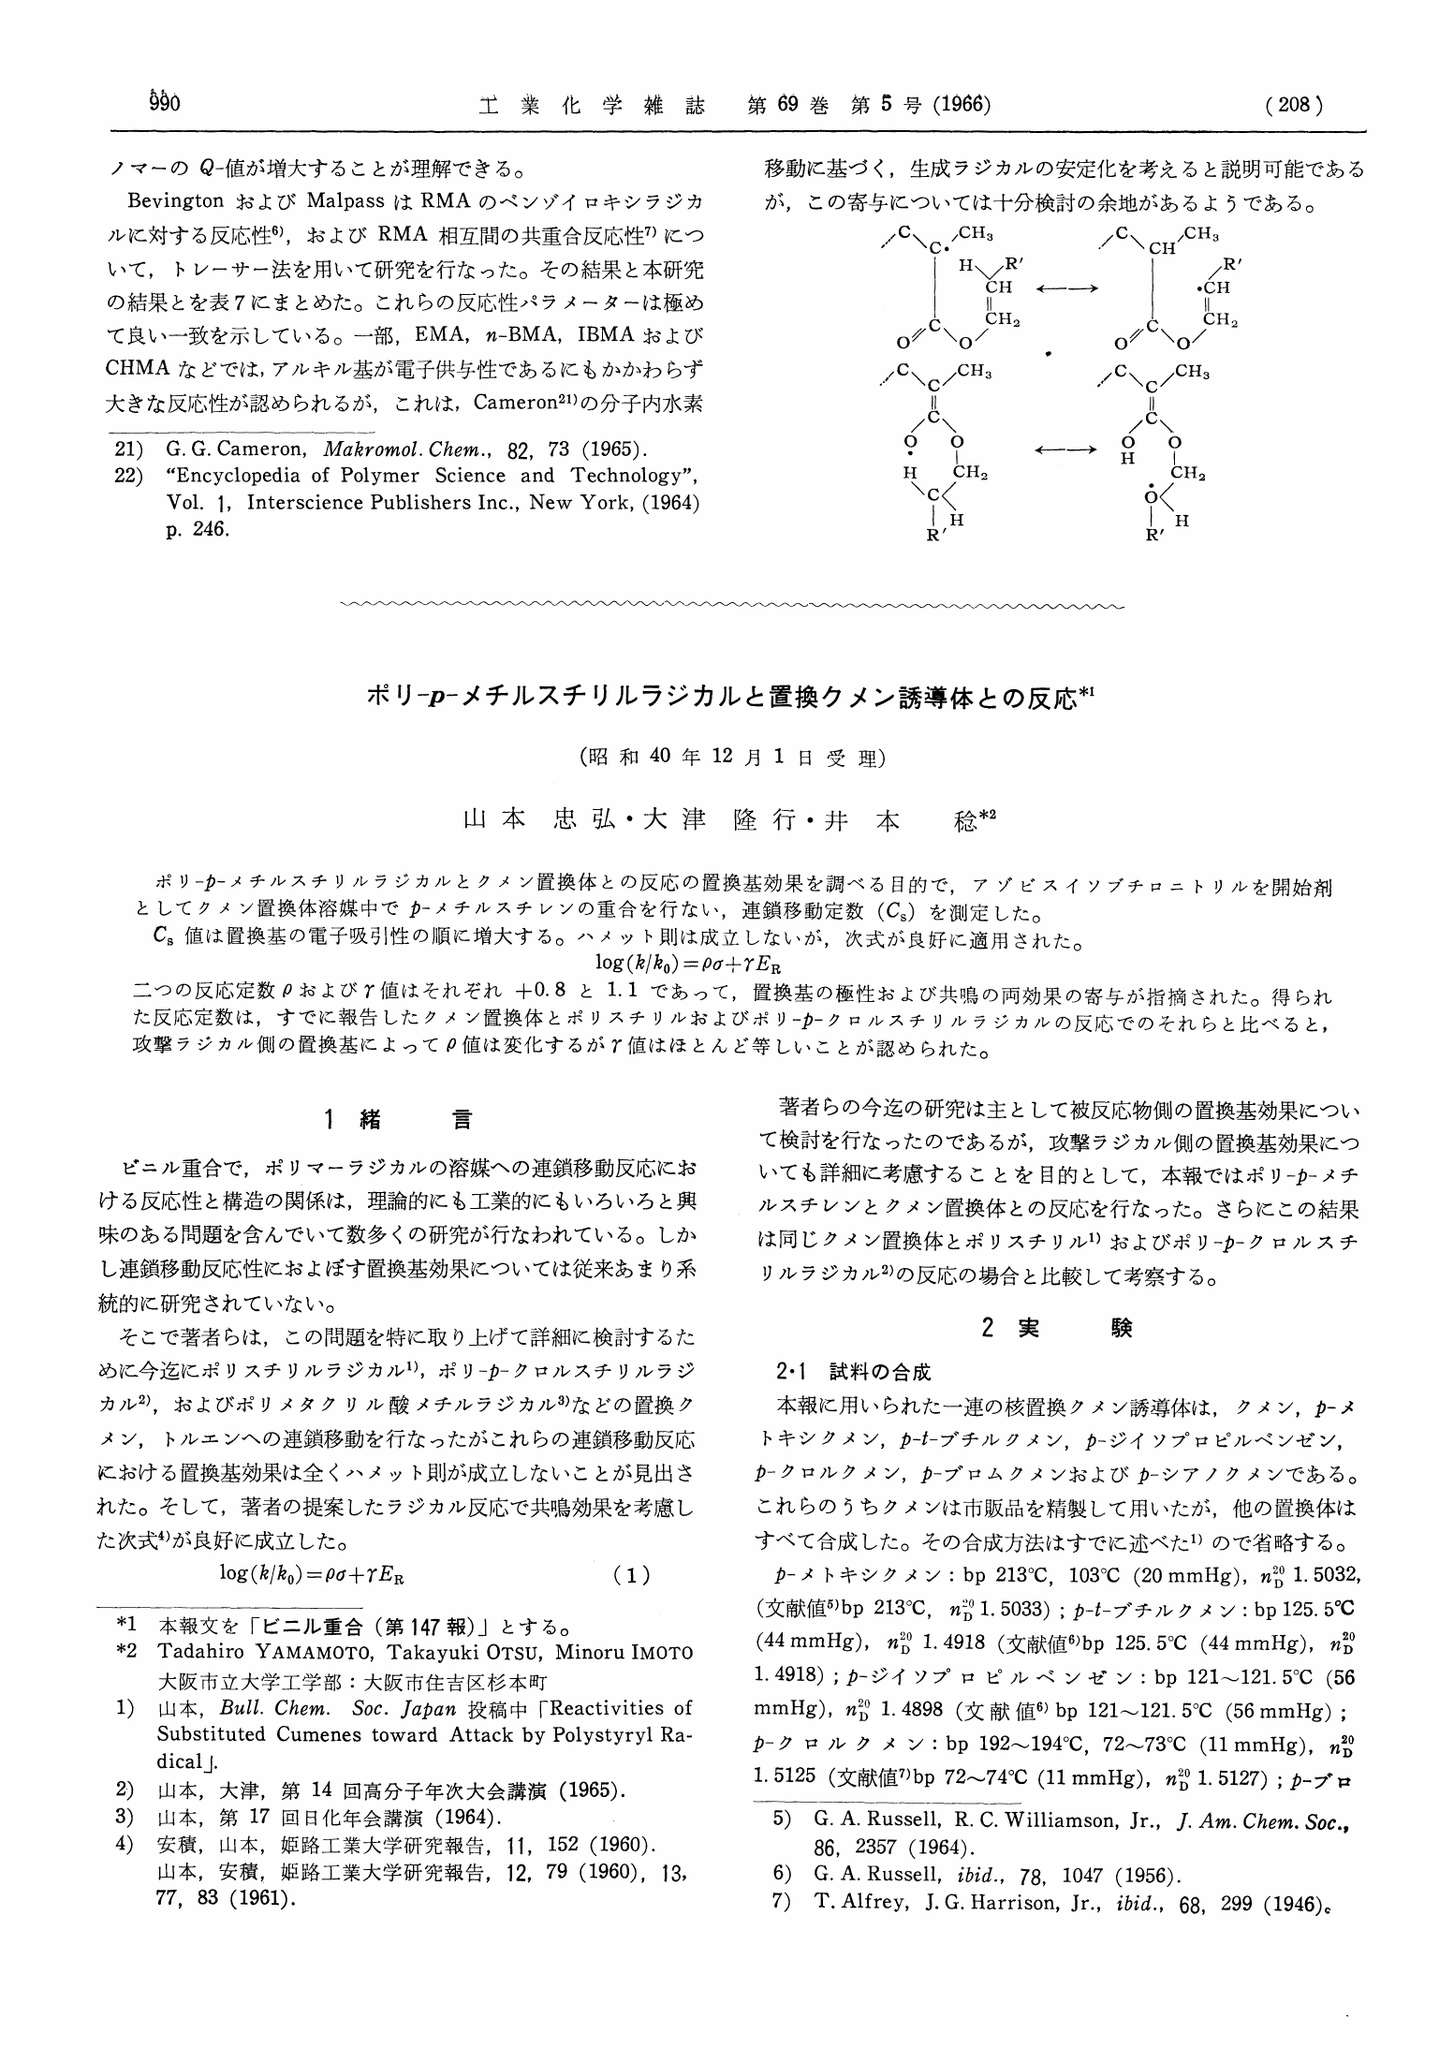 990
工業化学雑誌 第69巻 第5号 (1966)
(208)
ノマーの Q-値が増大することが理解できる。
Bevington および Malpass は RMA のベンゾイロキシラジカ
ルに対する反応性6), および RMA 相互間の共重合反応性7) につ
いて, トレーサー法を用いて研究を行なった。その結果と本研究
の結果とを表7にまとめた。これらの反応性パラメーターは極め
て良い一致を示している。一部, EMA, n-BMA, IBMA および
CHMA などでは, アルキル基が電子供与性であるにもかかわらず
大きな反応性が認められるが, これは, Cameron21)の分子内水素
21) G. G. Cameron, Makromol. Chem., 82, 73 (1965).
22) “Encyclopedia of Polymer Science and Technology”,
Vol. 1, Interscience Publishers Inc., New York, (1964)
p. 246.
移動に基づく, 生成ラジカルの安定化を考えると説明可能である
が, この寄与については十分検討の余地があるようである。
C CH3 C CH3
C• CH
H R′ R′
CH ←→ •CH
CH2 CH2
C C
O O O O
C CH3 C CH3
C C
C C
O O O O
H
H CH2 ←→ CH2
C Ȯ
H H
R′ R′
ポリ-p-メチルスチリルラジカルと置換クメン誘導体との反応*1
(昭和40年12月1日受理)
山本 忠弘・大津 隆行・井本 稔*2
ポリ-p-メチルスチリルラジカルとクメン置換体との反応の置換基効果を調べる目的で, アゾビスイソブチロニトリルを開始剤
としてクメン置換体溶媒中で p-メチルスチレンの重合を行ない, 連鎖移動定数 (Cs) を測定した。
Cs 値は置換基の電子吸引性の順に増大する。ハメット則は成立しないが, 次式が良好に適用された。
log(k/k0)=ρσ+γER
二つの反応定数 ρ および γ 値はそれぞれ +0.8 と 1.1 であって, 置換基の極性および共鳴の両効果の寄与が指摘された。得られ
た反応定数は, すでに報告したクメン置換体とポリスチリルおよびポリ-p-クロルスチリルラジカルの反応でのそれらと比べると,
攻撃ラジカル側の置換基によって ρ 値は変化するが γ 値はほとんど等しいことが認められた。
1 緒言
ビニル重合で, ポリマーラジカルの溶媒への連鎖移動反応にお
ける反応性と構造の関係は, 理論的にも工業的にもいろいろと興
味のある問題を含んでいて数多くの研究が行なわれている。しか
し連鎖移動反応性におよぼす置換基効果については従来あまり系
統的に研究されていない。
そこで著者らは, この問題を特に取り上げて詳細に検討するた
めに今迄にポリスチリルラジカル1), ポリ-p-クロルスチリルラジ
カル2), およびポリメタクリル酸メチルラジカル3)などの置換ク
メン, トルエンへの連鎖移動を行なったがこれらの連鎖移動反応
における置換基効果は全くハメット則が成立しないことが見出さ
れた。そして, 著者の提案したラジカル反応で共鳴効果を考慮し
た次式4)が良好に成立した。
log(k/k0)=ρσ+γER (1)
*1 本報文を「ビニル重合（第147報）」とする。
*2 Tadahiro YAMAMOTO, Takayuki OTSU, Minoru IMOTO
大阪市立大学工学部：大阪市住吉区杉本町
1) 山本, Bull. Chem. Soc. Japan 投稿中「Reactivities of
Substituted Cumenes toward Attack by Polystyryl Ra-
dical」.
2) 山本, 大津, 第14回高分子年次大会講演 (1965).
3) 山本, 第17回日化年会講演 (1964).
4) 安積, 山本, 姫路工業大学研究報告, 11, 152 (1960).
山本, 安積, 姫路工業大学研究報告, 12, 79 (1960), 13,
77, 83 (1961).
著者らの今迄の研究は主として被反応物側の置換基効果につい
て検討を行なったのであるが, 攻撃ラジカル側の置換基効果につ
いても詳細に考慮することを目的として, 本報ではポリ-p-メチ
ルスチレンとクメン置換体との反応を行なった。さらにこの結果
は同じクメン置換体とポリスチリル1) およびポリ-p-クロルスチ
リルラジカル2)の反応の場合と比較して考察する。
2 実験
2・1 試料の合成
本報に用いられた一連の核置換クメン誘導体は, クメン, p-メ
トキシクメン, p-t-ブチルクメン, p-ジイソプロピルベンゼン,
p-クロルクメン, p-ブロムクメンおよび p-シアノクメンである。
これらのうちクメンは市販品を精製して用いたが, 他の置換体は
すべて合成した。その合成方法はすでに述べた1) ので省略する。
p-メトキシクメン：bp 213°C, 103°C (20 mmHg), nD20 1.5032,
(文献値5)bp 213°C, nD20 1.5033)；p-t-ブチルクメン：bp 125.5°C
(44 mmHg), nD20 1.4918 (文献値6)bp 125.5°C (44 mmHg), nD20
1.4918)；p-ジイソプロピルベンゼン：bp 121～121.5°C (56
mmHg), nD20 1.4898 (文献値6) bp 121～121.5°C (56 mmHg)；
p-クロルクメン：bp 192～194°C, 72～73°C (11 mmHg), nD20
1.5125 (文献値7)bp 72～74°C (11 mmHg), nD20 1.5127)；p-ブロ
5) G. A. Russell, R. C. Williamson, Jr., J. Am. Chem. Soc.,
86, 2357 (1964).
6) G. A. Russell, ibid., 78, 1047 (1956).
7) T. Alfrey, J. G. Harrison, Jr., ibid., 68, 299 (1946)。